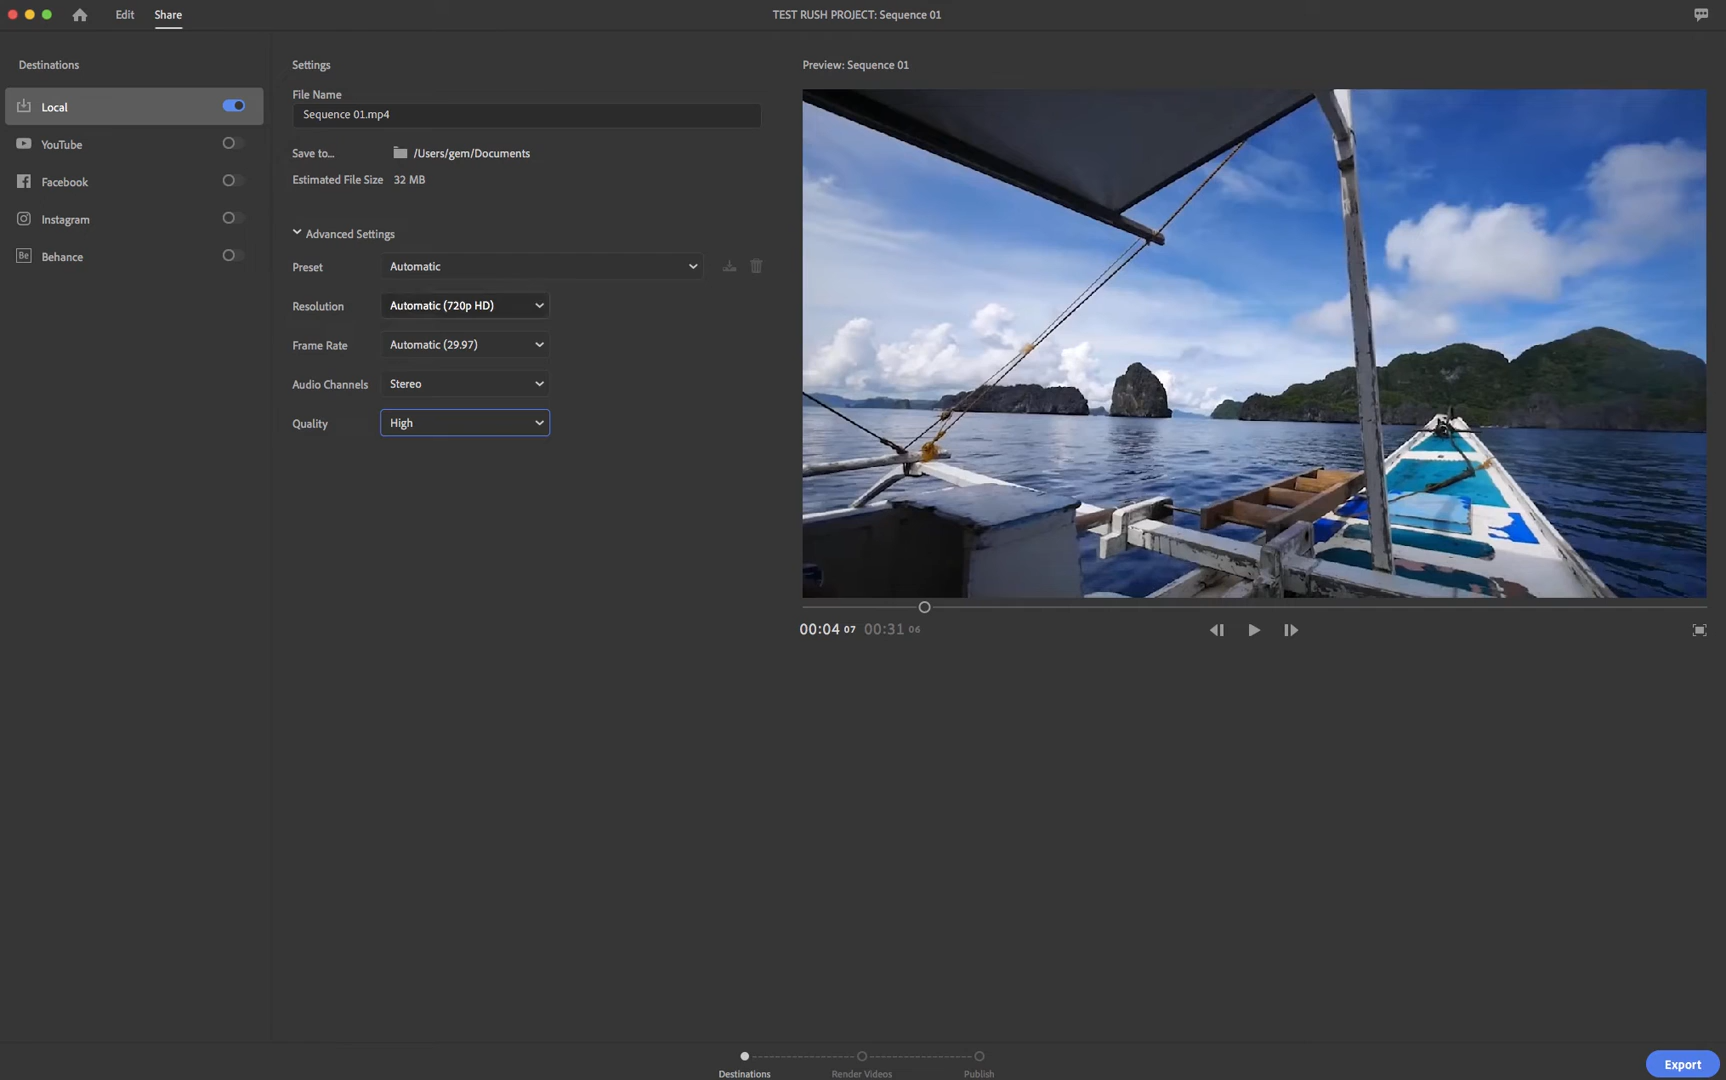 Edit
Share
TEST RUSH PROJECT: Sequence 01
Destinations
Local
YouTube
Facebook
Instagram
Be Behance
Settings
File Name
Sequence 01.mp4
Save to... /Users/gem/Documents
Estimated File Size 32 MB
Advanced Settings
Preset Automatic
Resolution Automatic (720p HD)
Frame Rate Automatic (29.97)
Audio Channels Stereo
Quality High
Preview: Sequence 01
00:04 07 00:31 06
Destinations
Render Videos
Publish
Export